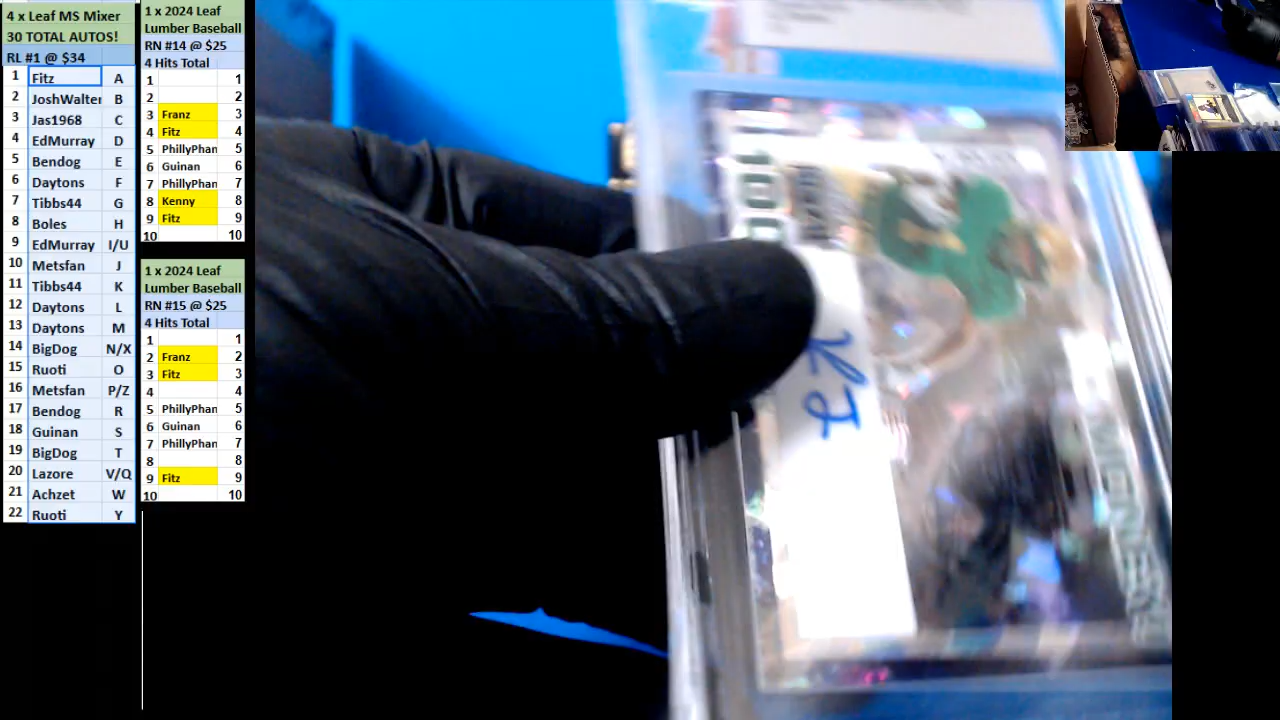 4 x Leaf MS Mixer
30 TOTAL AUTOS!
RL #1 @ $34
1 Fitz A
2 JoshWalter B
3 Jas1968 C
4 EdMurray D
5 Bendog E
6 Daytons F
7 Tibbs44 G
8 Boles H
9 EdMurray I/U
10 Metsfan J
11 Tibbs44 K
12 Daytons L
13 Daytons M
14 BigDog N/X
15 Ruoti O
16 Metsfan P/Z
17 Bendog R
18 Guinan S
19 BigDog T
20 Lazore V/Q
21 Achzet W
22 Ruoti Y
1 x 2024 Leaf
Lumber Baseball
RN #14 @ $25
4 Hits Total
1 1
2 2
3 Franz 3
4 Fitz 4
5 PhillyPhan 5
6 Guinan 6
7 PhillyPhan 7
8 Kenny 8
9 Fitz 9
10 10
1 x 2024 Leaf
Lumber Baseball
RN #15 @ $25
4 Hits Total
1 1
2 Franz 2
3 Fitz 3
4 4
5 PhillyPhan 5
6 Guinan 6
7 PhillyPhan 7
8 8
9 Fitz 9
10 10